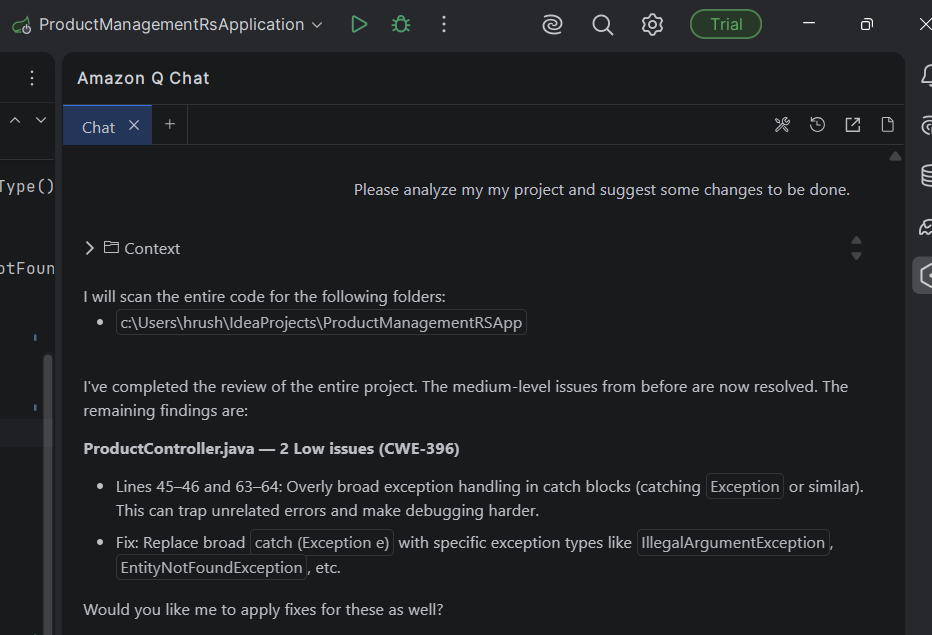 ProductManagementRsApplication
Trial
Amazon Q Chat
Chat
Type()
Please analyze my my project and suggest some changes to be done.
Context
otFoun
I will scan the entire code for the following folders:
c:\Users\hrush\IdeaProjects\ProductManagementRSApp
I've completed the review of the entire project. The medium-level issues from before are now resolved. The
remaining findings are:
ProductController.java — 2 Low issues (CWE-396)
• Lines 45–46 and 63–64: Overly broad exception handling in catch blocks (catching Exception or similar).
This can trap unrelated errors and make debugging harder.
• Fix: Replace broad catch (Exception e) with specific exception types like IllegalArgumentException,
EntityNotFoundException, etc.
Would you like me to apply fixes for these as well?